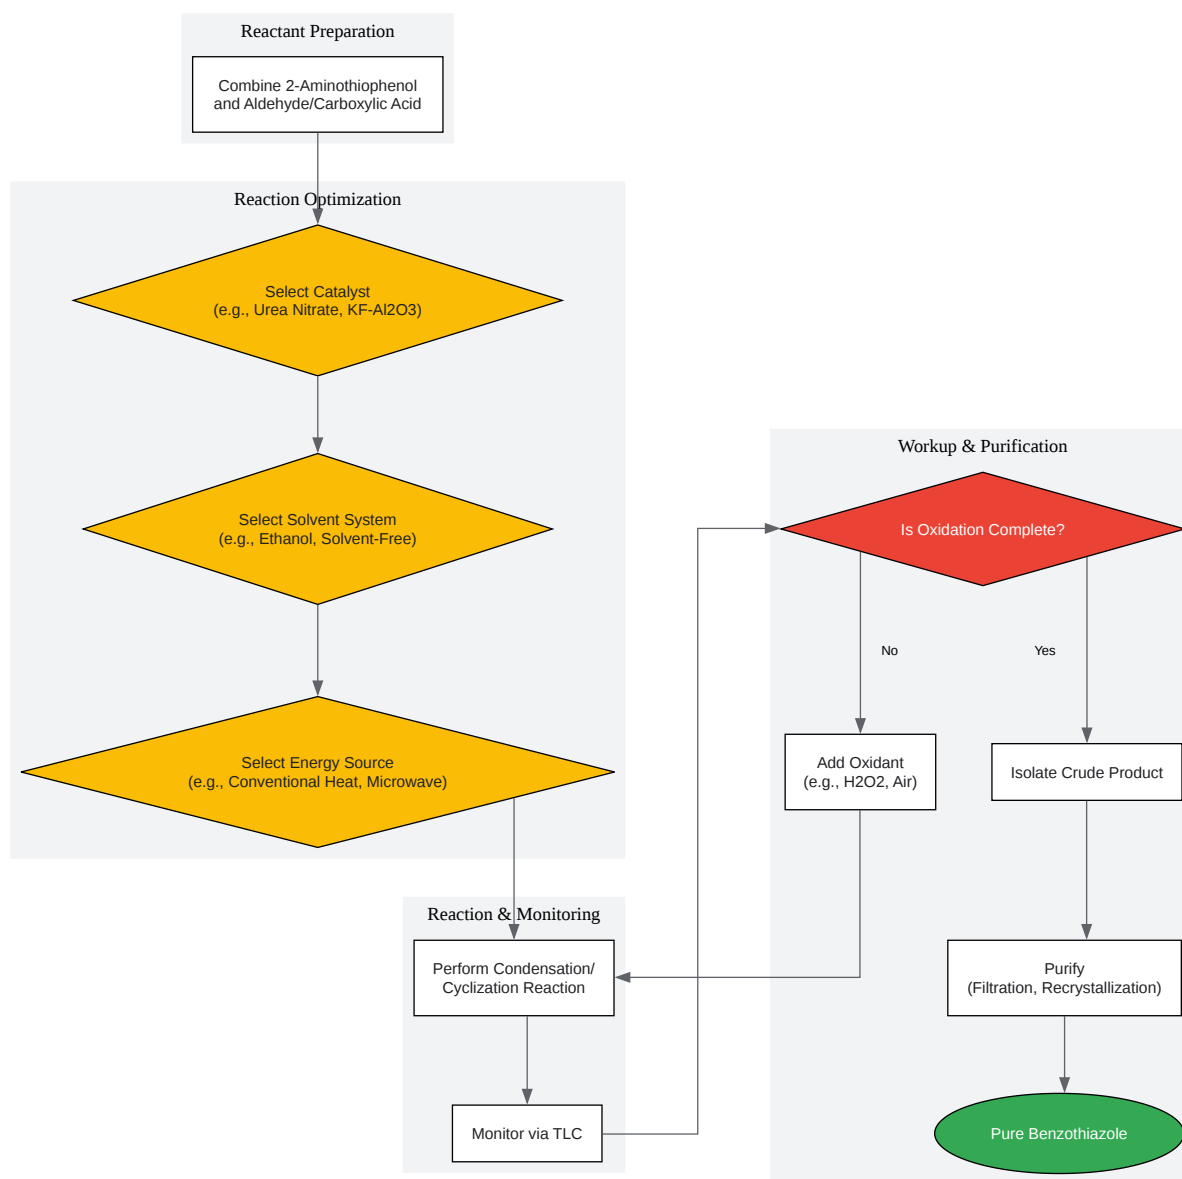 Reactant Preparation
Combine 2-Aminothiophenol
and Aldehyde/Carboxylic Acid
Reaction Optimization
Select Catalyst
(e.g., Urea Nitrate, KF-Al2O3)
Select Solvent System
(e.g., Ethanol, Solvent-Free)
Select Energy Source
(e.g., Conventional Heat, Microwave)
Reaction & Monitoring
Perform Condensation/
Cyclization Reaction
Monitor via TLC
Workup & Purification
Is Oxidation Complete?
No
Yes
Add Oxidant
(e.g., H2O2, Air)
Isolate Crude Product
Purify
(Filtration, Recrystallization)
Pure Benzothiazole